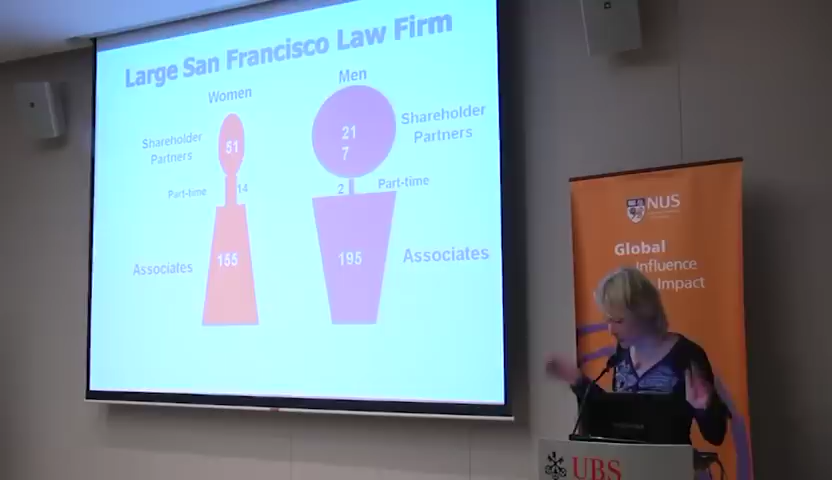 Large San Francisco Law Firm
Women
Men
Shareholder
Partners
51
21
7
Shareholder
Partners
Part-time
14
2
Part-time
Associates
155
195
Associates
NUS
Global
Influence
Impact
UBS